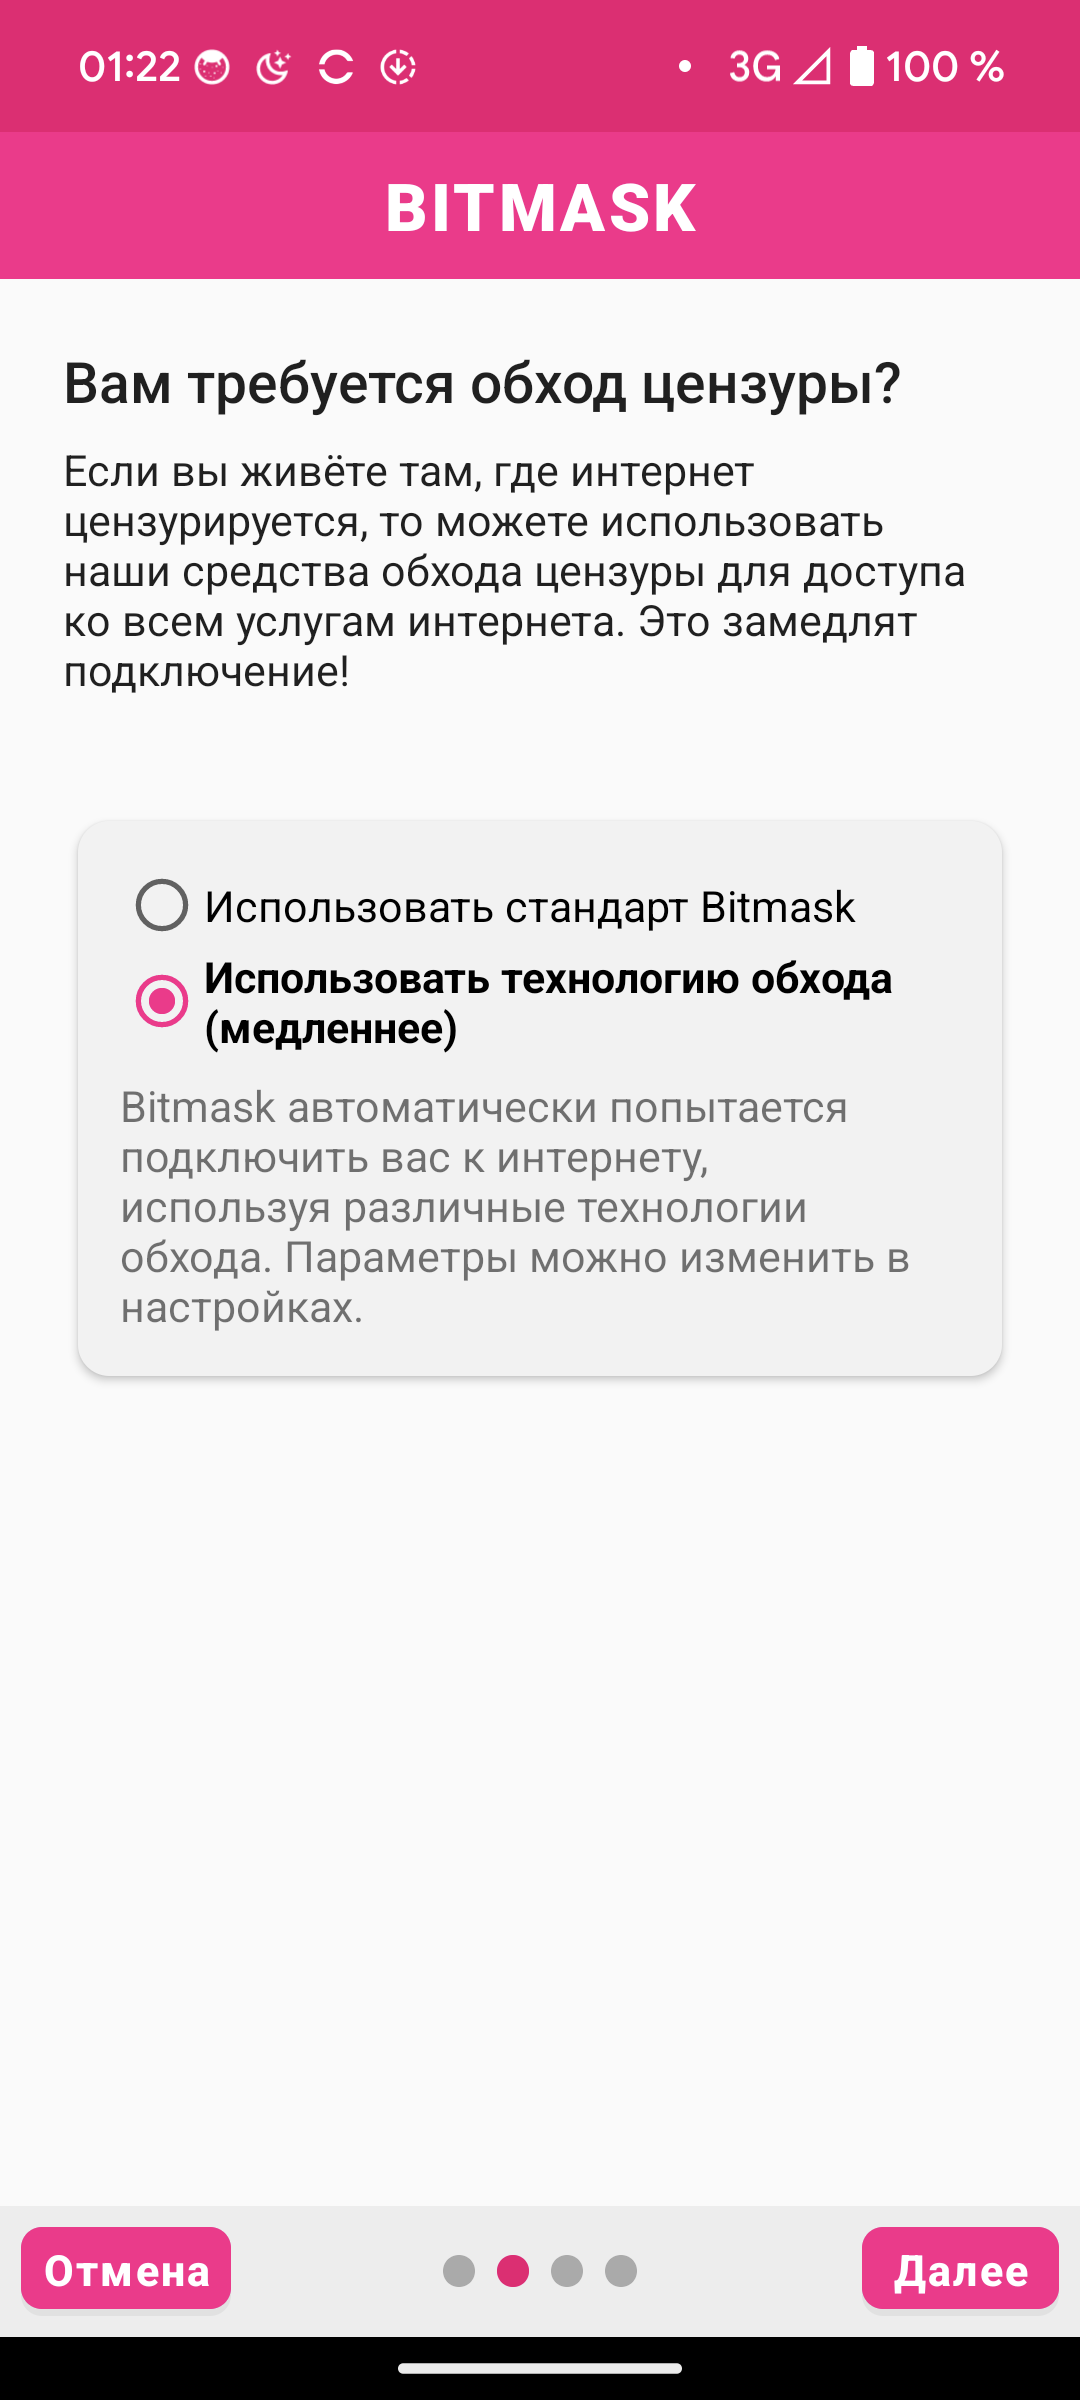 01:22
3G
100 %
BITMASK
Вам требуется обход цензуры?
Если вы живёте там, где интернет
цензурируется, то можете использовать
наши средства обхода цензуры для доступа
ко всем услугам интернета. Это замедлят
подключение!
Использовать стандарт Bitmask
Использовать технологию обхода
(медленнее)
Bitmask автоматически попытается
подключить вас к интернету,
используя различные технологии
обхода. Параметры можно изменить в
настройках.
Отмена
Далее